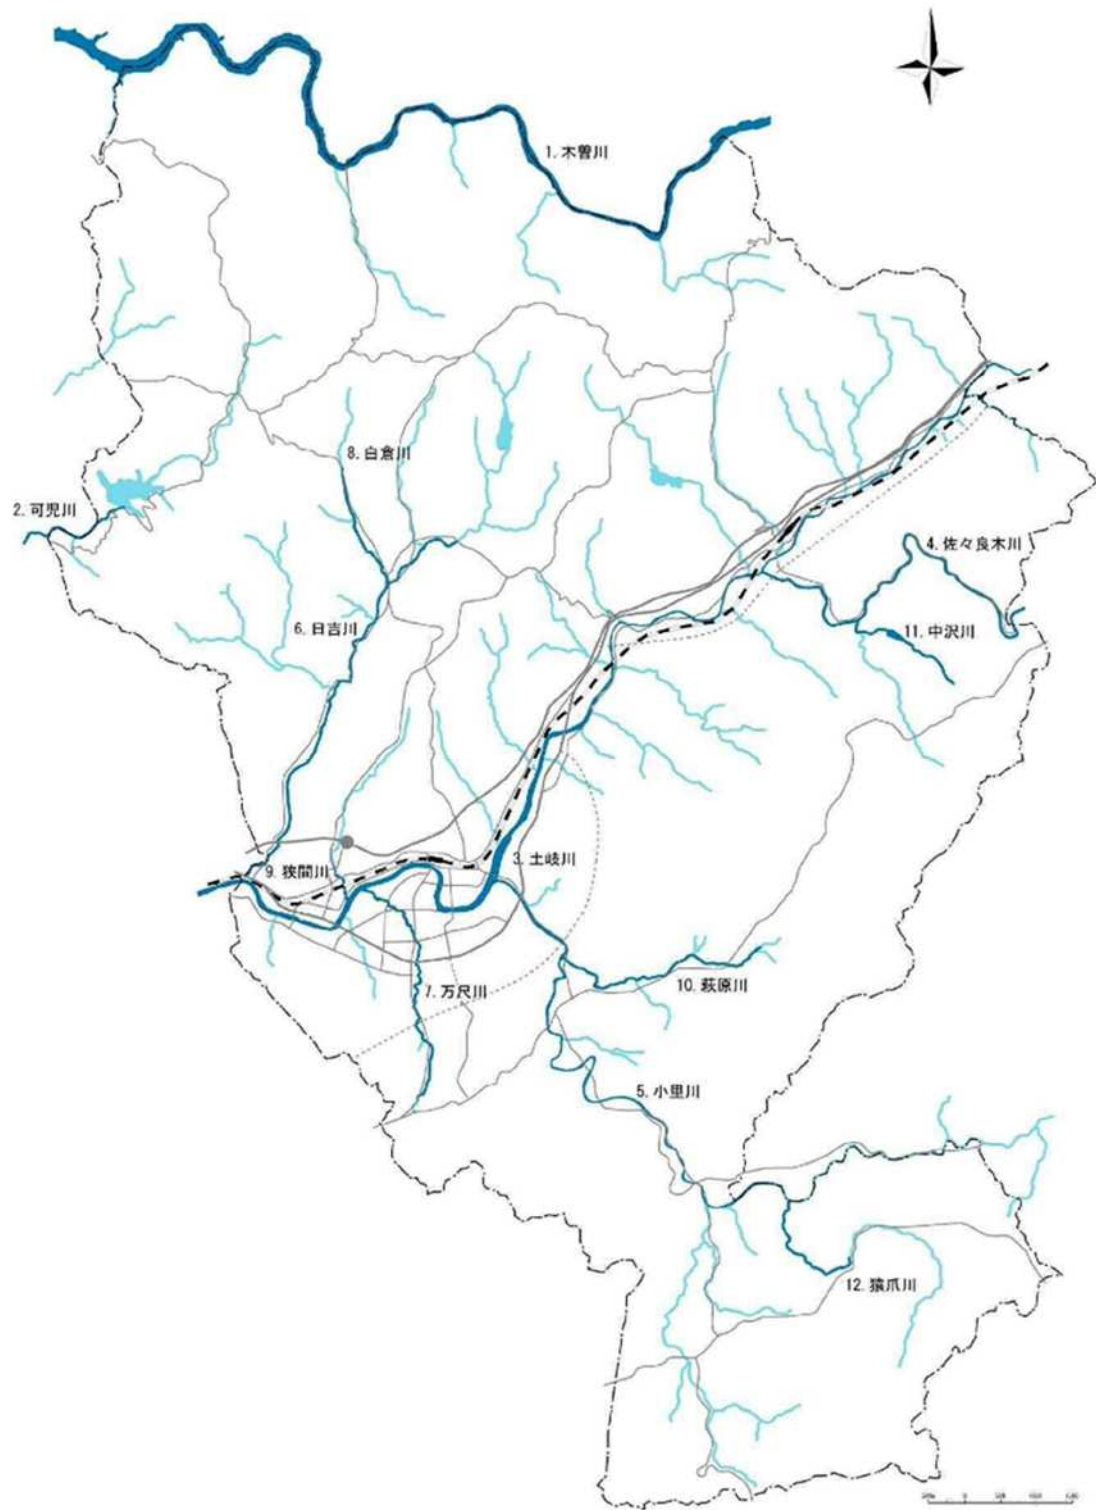 1. 木曽川
8. 白倉川
2. 可児川
4. 佐々良木川
6. 日吉川
11. 中沢川
3. 土岐川
9. 狭間川
10. 萩原川
7. 万尺川
5. 小里川
12. 猿爪川